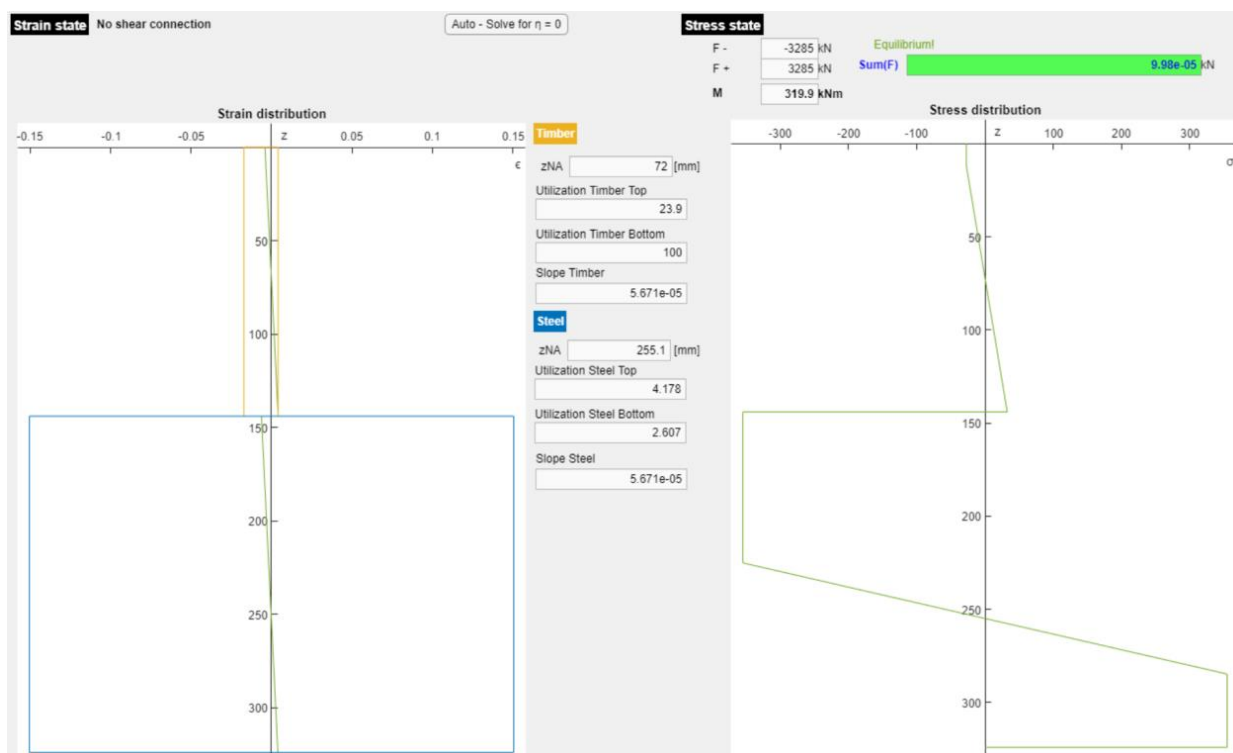 Strain state No shear connection Auto - Solve for η = 0 Stress state
F - -3285 kN Equilibrium!
F + 3285 kN Sum(F) 9.98e-05 kN
M 319.9 kNm
Strain distribution
-0.15 -0.1 -0.05 z 0.05 0.1 0.15
ϵ
50
100
150
200
250
300
Timber
zNA 72 [mm]
Utilization Timber Top
23.9
Utilization Timber Bottom
100
Slope Timber
5.671e-05
Steel
zNA 255.1 [mm]
Utilization Steel Top
4.178
Utilization Steel Bottom
2.607
Slope Steel
5.671e-05
Stress distribution
-300 -200 -100 z 100 200 300
σ
50
100
150
200
250
300